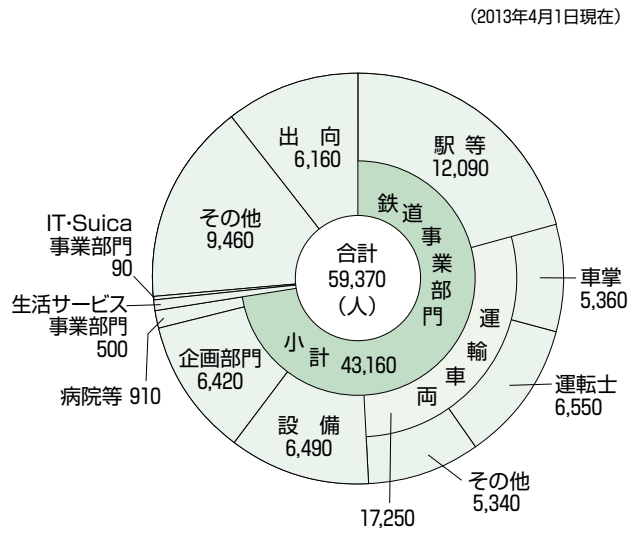 （2013年4月1日現在）
駅 等
12,090
車掌
5,360
運転士
6,550
その他
5,340
運輸車両
17,250
設　備
6,490
企画部門
6,420
病院等 910
生活サービス
事業部門
500
IT･Suica
事業部門
90
その他
9,460
出　向
6,160
鉄道事業部門
小計 43,160
合計
59,370
（人）